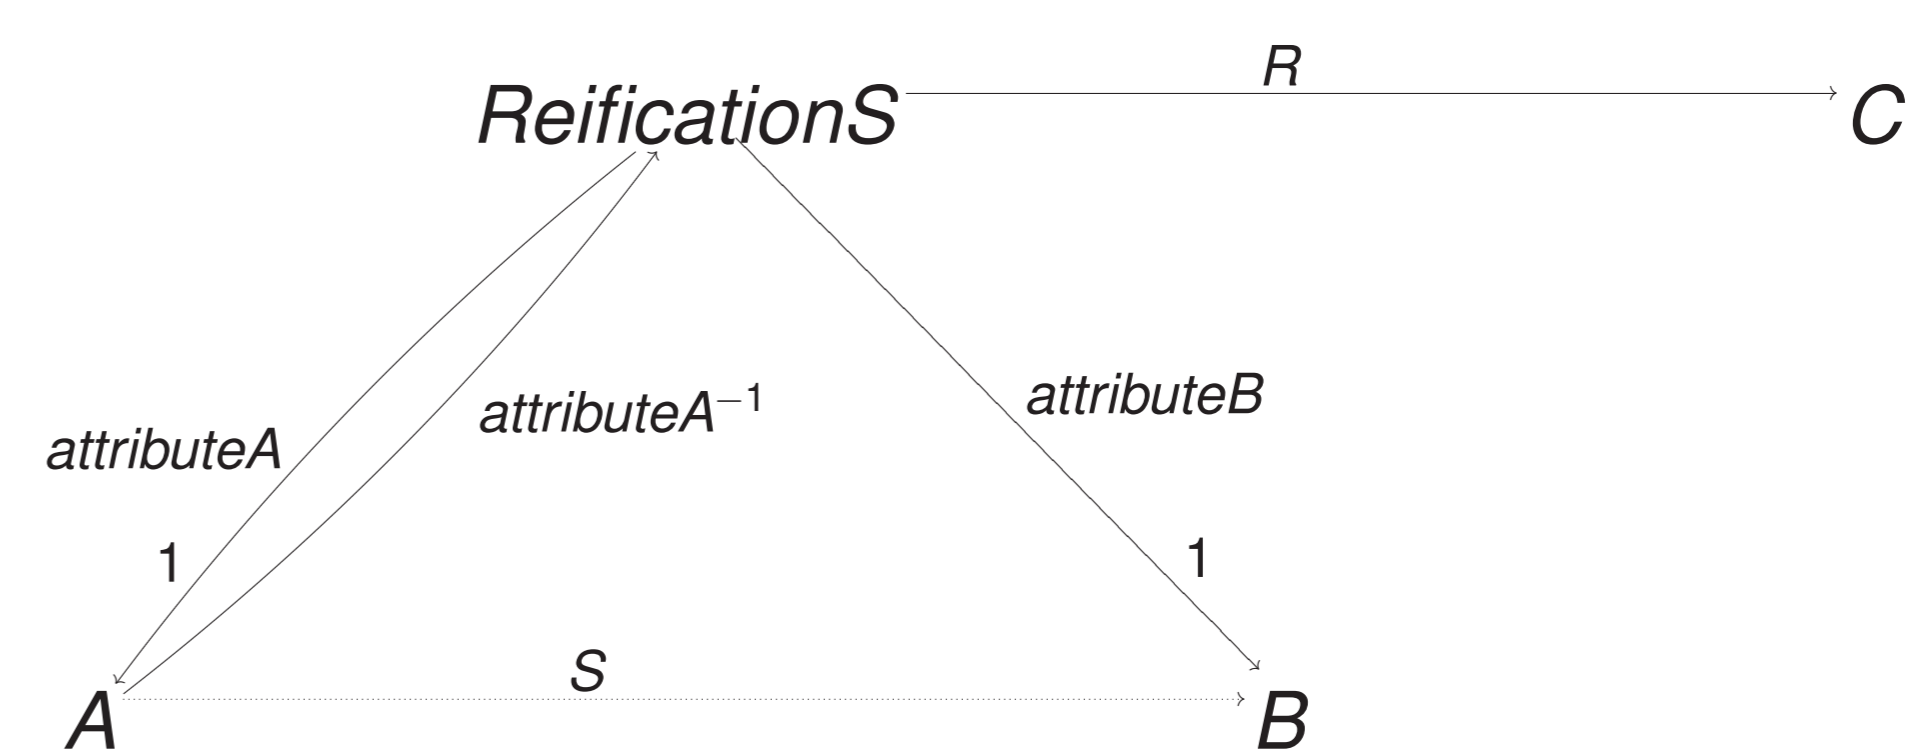 R
ReificationS
C
attributeB
attributeA⁻¹
attributeA
1
1
S
A
B